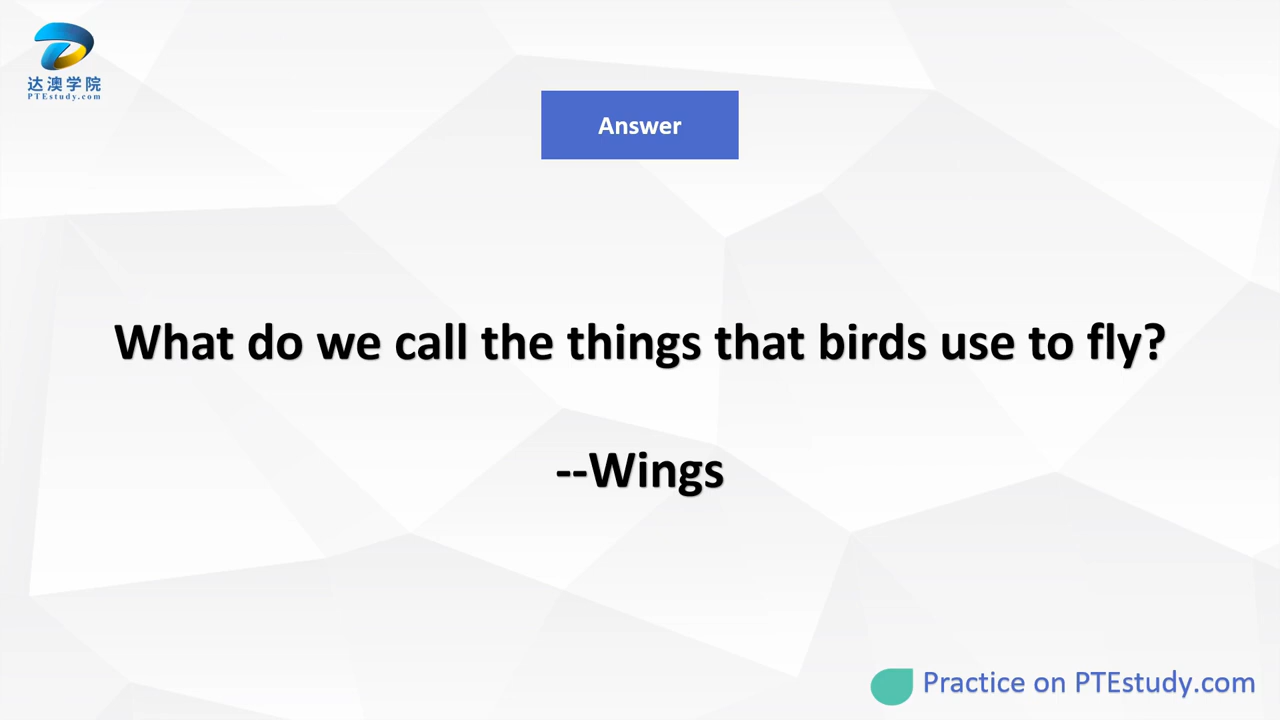 达澳学院
PTEstudy.com
Answer
What do we call the things that birds use to fly?
--Wings
Practice on PTEstudy.com